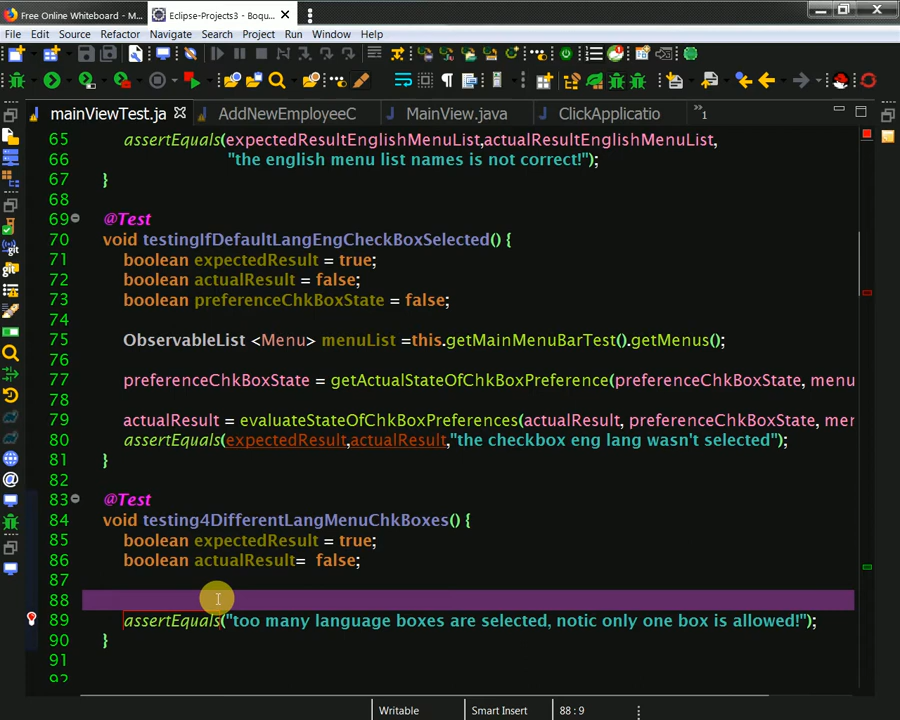 Free Online Whiteboard - M...
Eclipse-Projects3 - Boqu...
File Edit Source Refactor Navigate Search Project Run Window Help
mainViewTest.ja AddNewEmployeeC MainView.java ClickApplicatio »1
65 assertEquals(expectedResultEnglishMenuList,actualResultEnglishMenuList,
66 "the english menu list names is not correct!");
67 }
68
69 @Test
70 void testingIfDefaultLangEngCheckBoxSelected() {
71 boolean expectedResult = true;
72 boolean actualResult = false;
73 boolean preferenceChkBoxState = false;
74
75 ObservableList <Menu> menuList =this.getMainMenuBarTest().getMenus();
76
77 preferenceChkBoxState = getActualStateOfChkBoxPreference(preferenceChkBoxState, menu
78
79 actualResult = evaluateStateOfChkBoxPreferences(actualResult, preferenceChkBoxState, mer
80 assertEquals(expectedResult,actualResult,"the checkbox eng lang wasn't selected");
81 }
82
83 @Test
84 void testing4DifferentLangMenuChkBoxes() {
85 boolean expectedResult = true;
86 boolean actualResult= false;
87
88
89 assertEquals("too many language boxes are selected, notic only one box is allowed!");
90 }
91
92
Writable Smart Insert 88 : 9